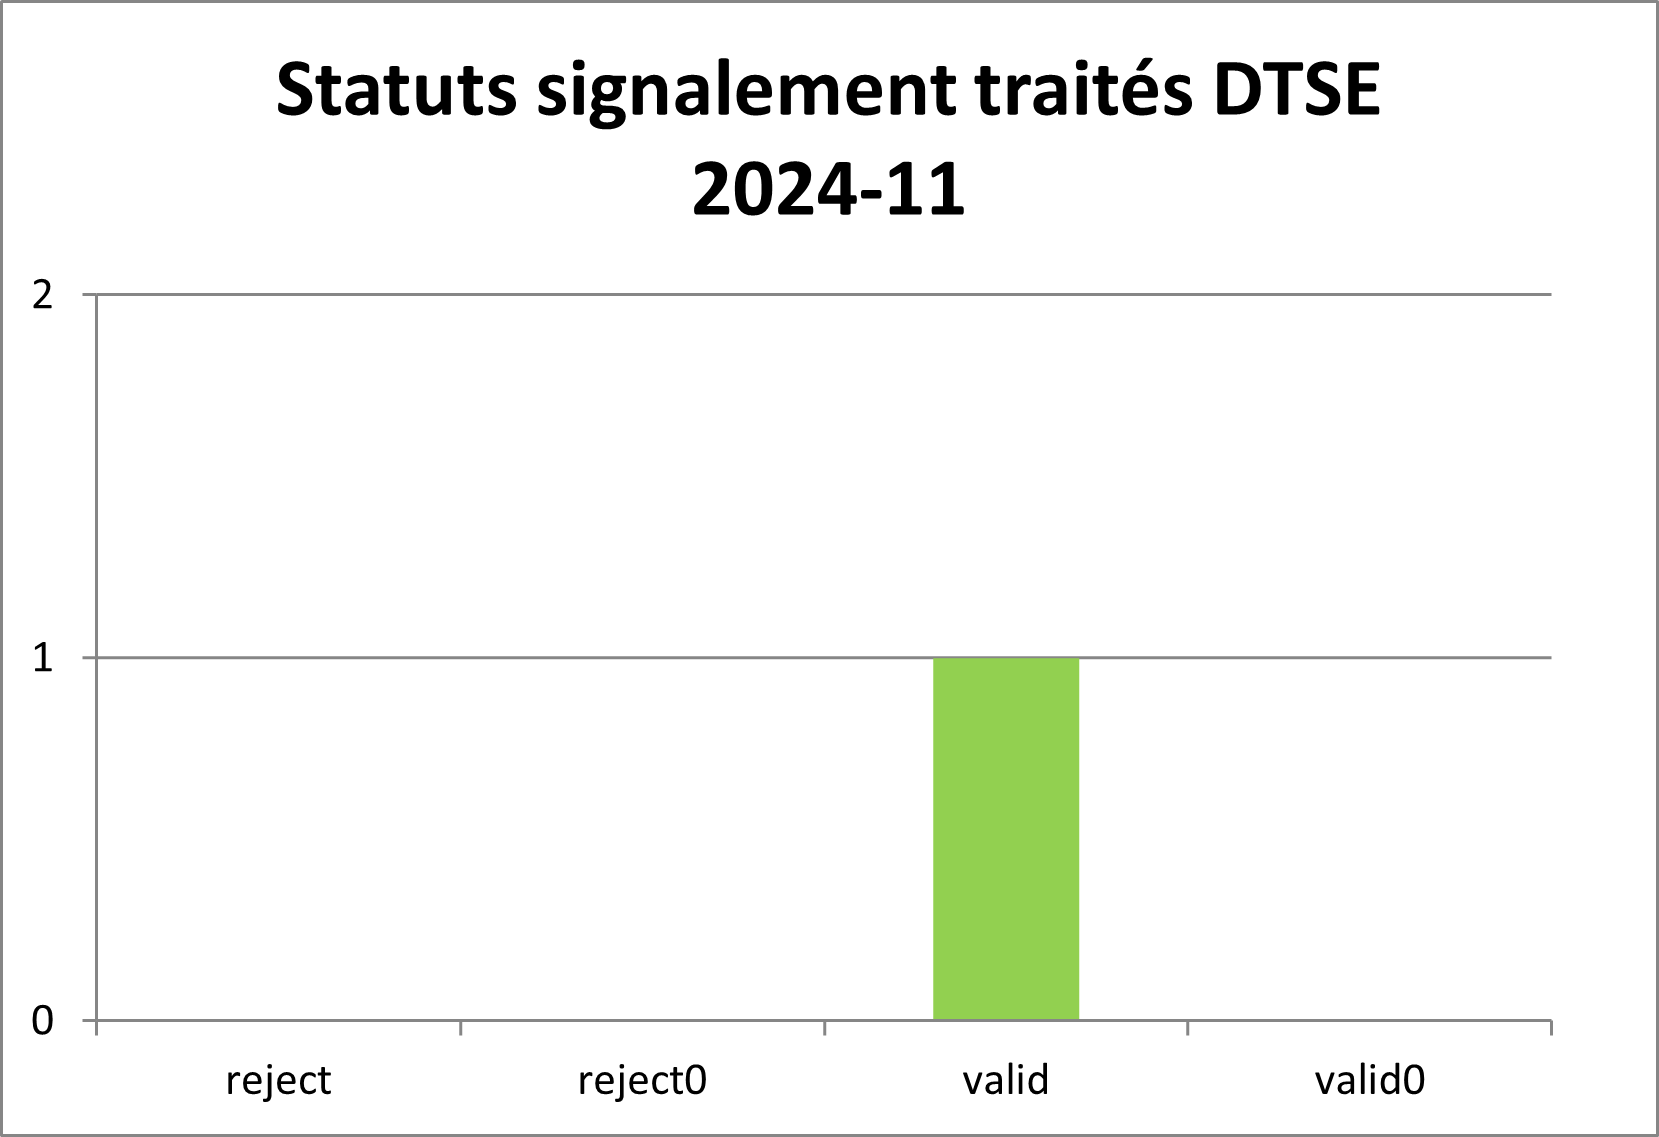 Statuts signalement traités DTSE
2024-11
2
1
0
reject
reject0
valid
valid0